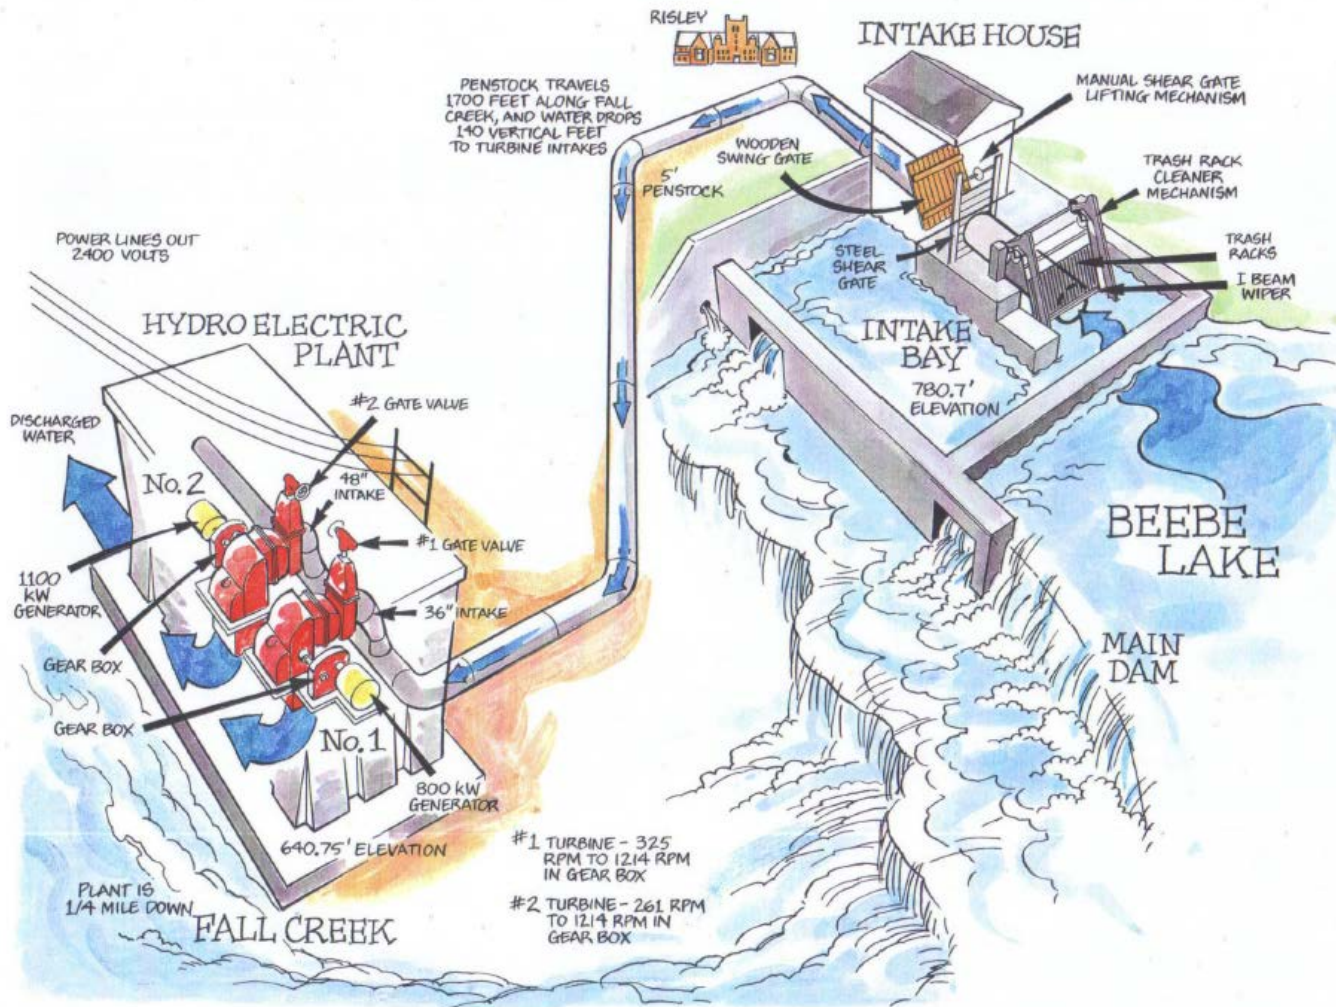 RISLEY
INTAKE HOUSE
PENSTOCK TRAVELS
1700 FEET ALONG FALL
CREEK, AND WATER DROPS
140 VERTICAL FEET
TO TURBINE INTAKES
MANUAL SHEAR GATE
LIFTING MECHANISM
WOODEN
SWING GATE
5'
PENSTOCK
TRASH RACK
CLEANER
MECHANISM
STEEL
SHEAR
GATE
TRASH
RACKS
I BEAM
WIPER
INTAKE
BAY
780.7'
ELEVATION
POWER LINES OUT
2400 VOLTS
HYDRO ELECTRIC
PLANT
#2 GATE VALVE
DISCHARGED
WATER
No. 2
48" INTAKE
#1 GATE VALVE
1100
KW
GENERATOR
36" INTAKE
GEAR BOX
GEAR BOX
No. 1
800 KW
GENERATOR
BEEBE
LAKE
MAIN
DAM
640.75' ELEVATION
#1 TURBINE - 325
RPM TO 1214 RPM
IN GEAR BOX
#2 TURBINE - 261 RPM
TO 1214 RPM IN
GEAR BOX
PLANT IS
1/4 MILE DOWN
FALL CREEK